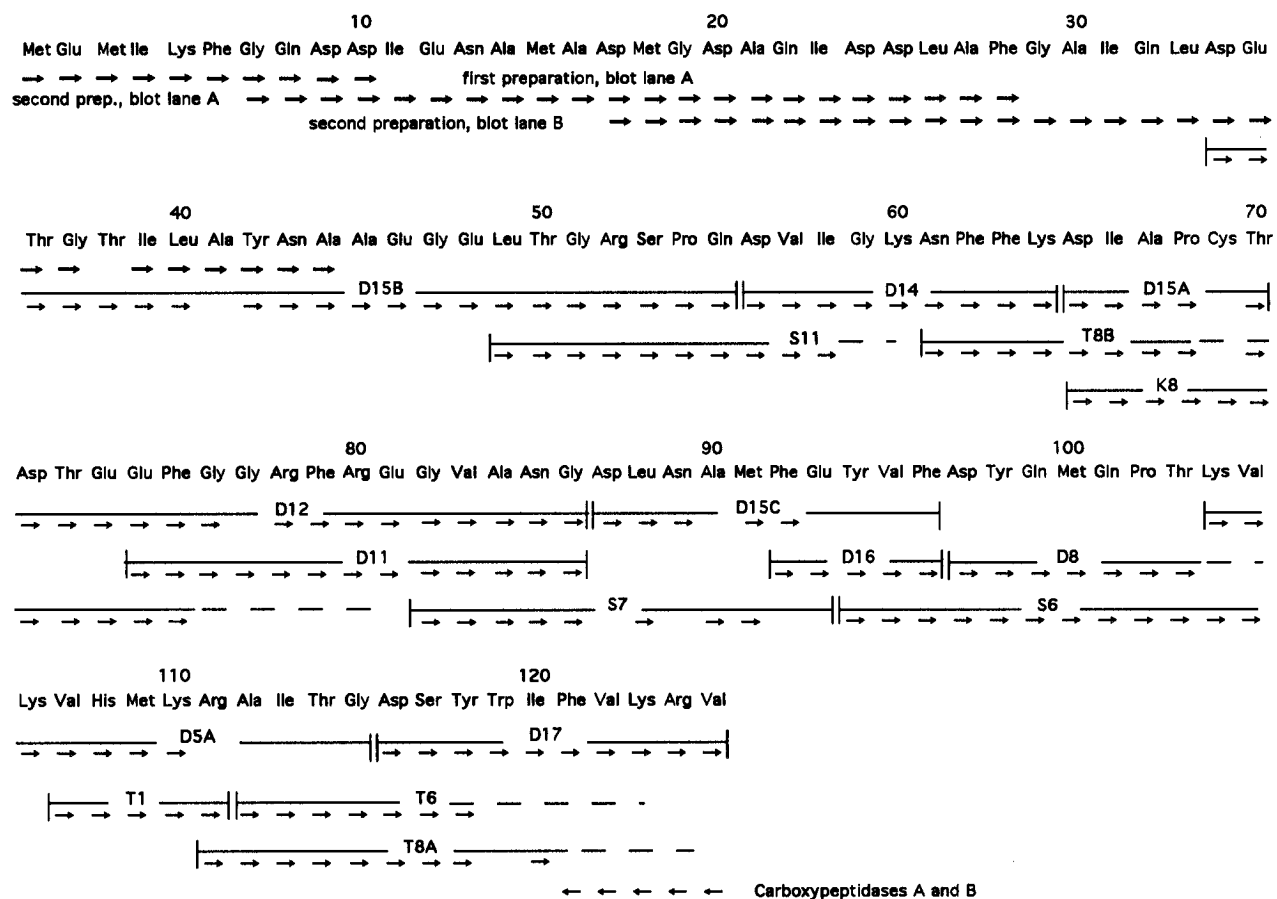 10 20 30
Met Glu Met Ile Lys Phe Gly Gln Asp Asp Ile Glu Asn Ala Met Ala Asp Met Gly Asp Ala Gln Ile Asp Asp Leu Ala Phe Gly Ala Ile Gln Leu Asp Glu
first preparation, blot lane A
second prep., blot lane A
second preparation, blot lane B
40 50 60 70
Thr Gly Thr Ile Leu Ala Tyr Asn Ala Ala Glu Gly Glu Leu Thr Gly Arg Ser Pro Gln Asp Val Ile Gly Lys Asn Phe Phe Lys Asp Ile Ala Pro Cys Thr
D15B D14 D15A
S11 T8B
K8
80 90 100
Asp Thr Glu Glu Phe Gly Gly Arg Phe Arg Glu Gly Val Ala Asn Gly Asp Leu Asn Ala Met Phe Glu Tyr Val Phe Asp Tyr Gln Met Gln Pro Thr Lys Val
D12 D15C
D11 D16 D8
S7 S6
110 120
Lys Val His Met Lys Arg Ala Ile Thr Gly Asp Ser Tyr Trp Ile Phe Val Lys Arg Val
D5A D17
T1 T6
T8A
Carboxypeptidases A and B